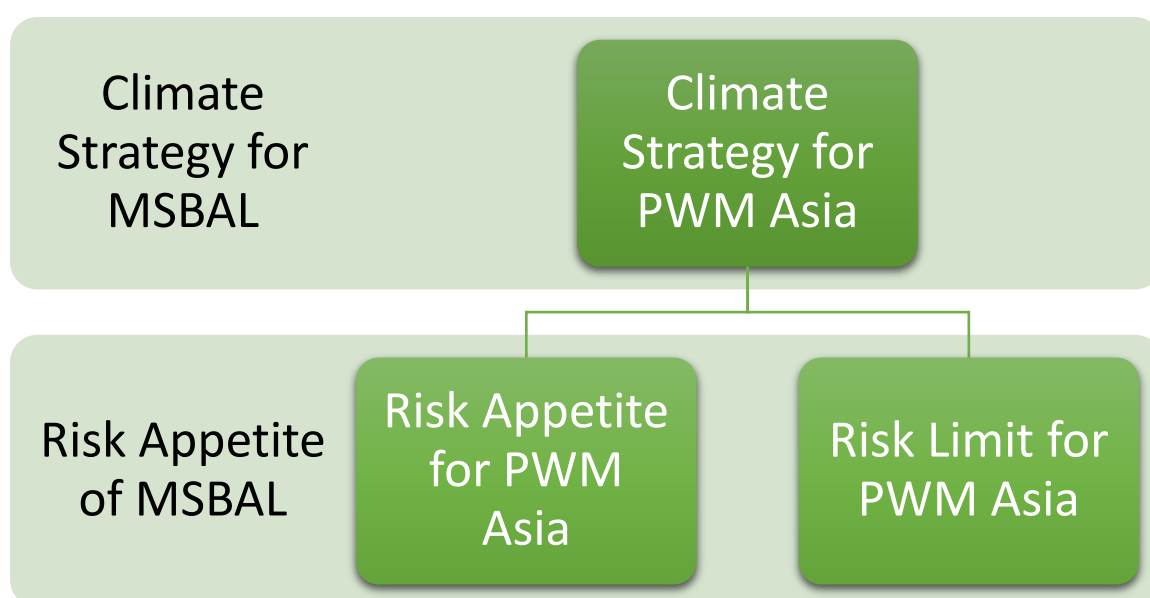 Climate
Strategy for
MSBAL
Climate
Strategy for
PWM Asia
Risk Appetite
of MSBAL
Risk Appetite
for PWM
Asia
Risk Limit for
PWM Asia